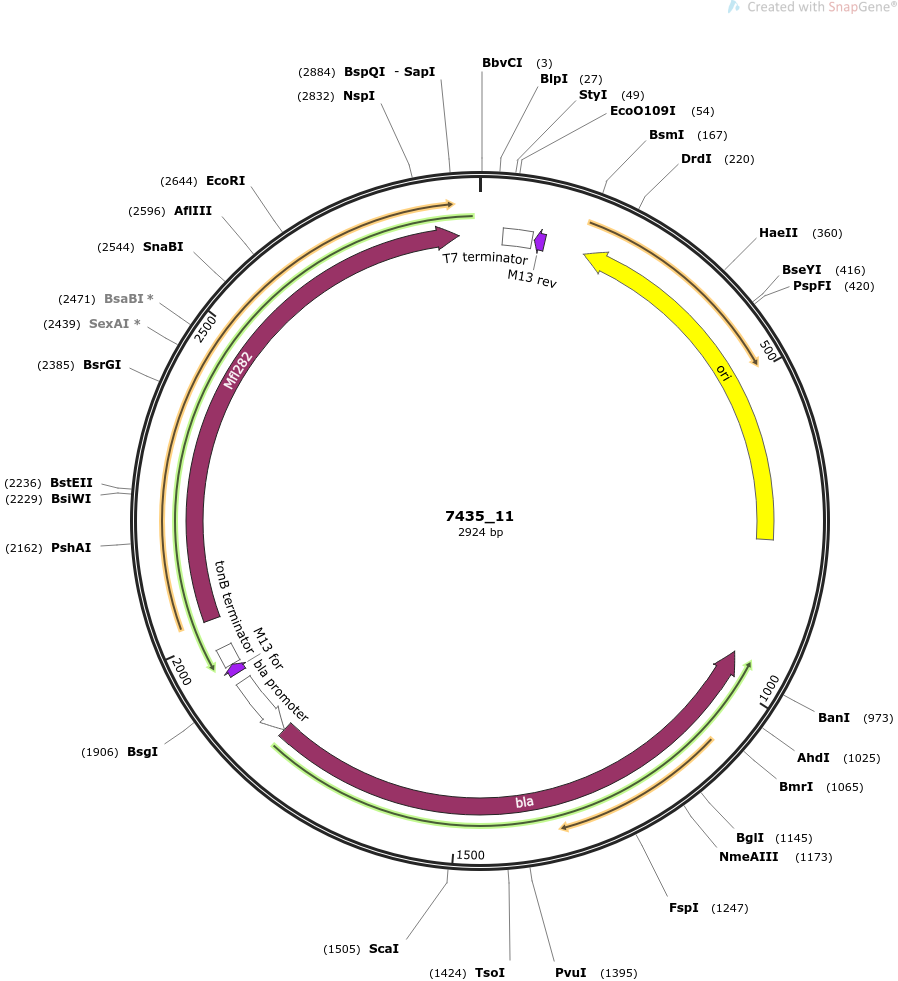 Created with SnapGene®
(2884) BspQI - SapI
(2832) NspI
BbvCI (3)
BlpI (27)
StyI (49)
EcoO109I (54)
BsmI (167)
DrdI (220)
(2644) EcoRI
(2596) AflIII
(2544) SnaBI
(2471) BsaBI *
(2439) SexAI *
(2385) BsrGI
HaeII (360)
BseYI (416)
PspFI (420)
T7 terminator
M13 rev
2500
500
Mfl282
ori
(2236) BstEII
(2229) BsiWI
(2162) PshAI
7435_11
2924 bp
tonB terminator
M13 for
bla promoter
2000
1000
(1906) BsgI
BanI (973)
AhdI (1025)
BmrI (1065)
bla
BglI (1145)
NmeAIII (1173)
1500
FspI (1247)
(1505) ScaI
(1424) TsoI
PvuI (1395)